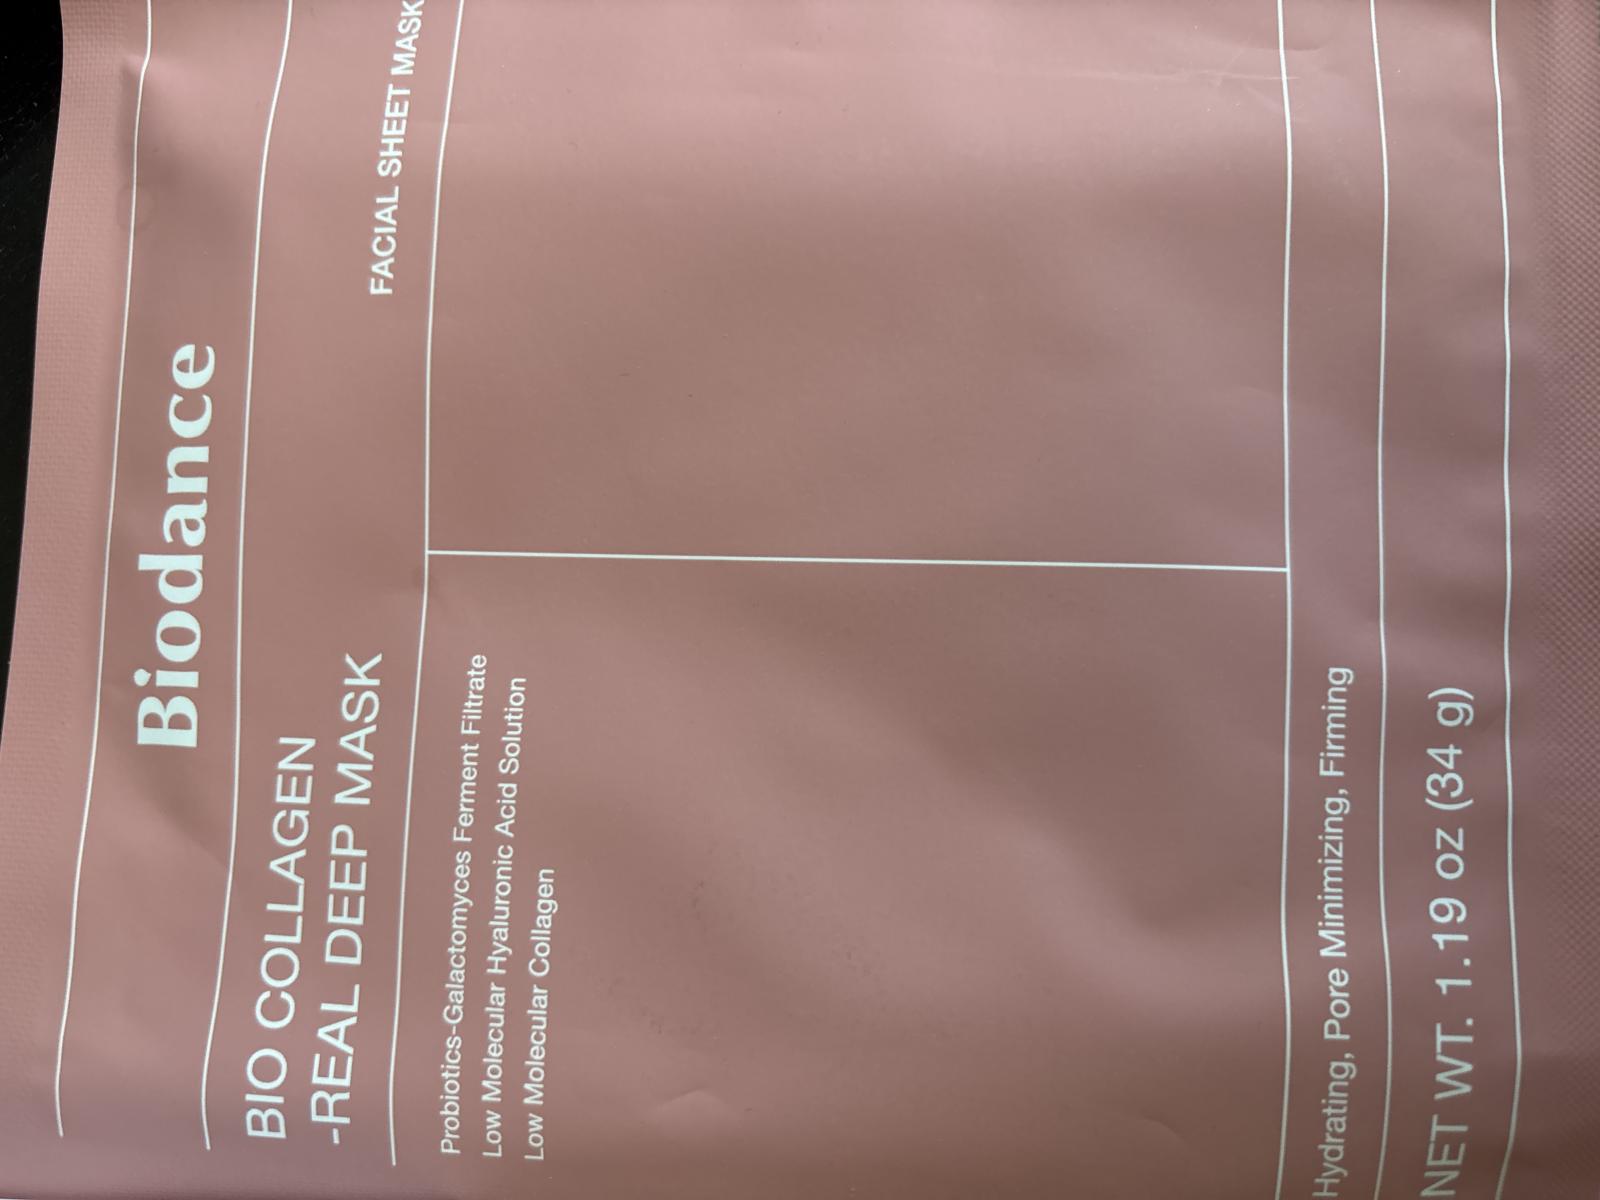 Biodance
BIO COLLAGEN
-REAL DEEP MASK
FACIAL SHEET MASK
Probiotics-Galactomyces Ferment Filtrate
Low Molecular Hyaluronic Acid Solution
Low Molecular Collagen
Hydrating, Pore Minimizing, Firming
NET WT. 1.19 oz (34 g)